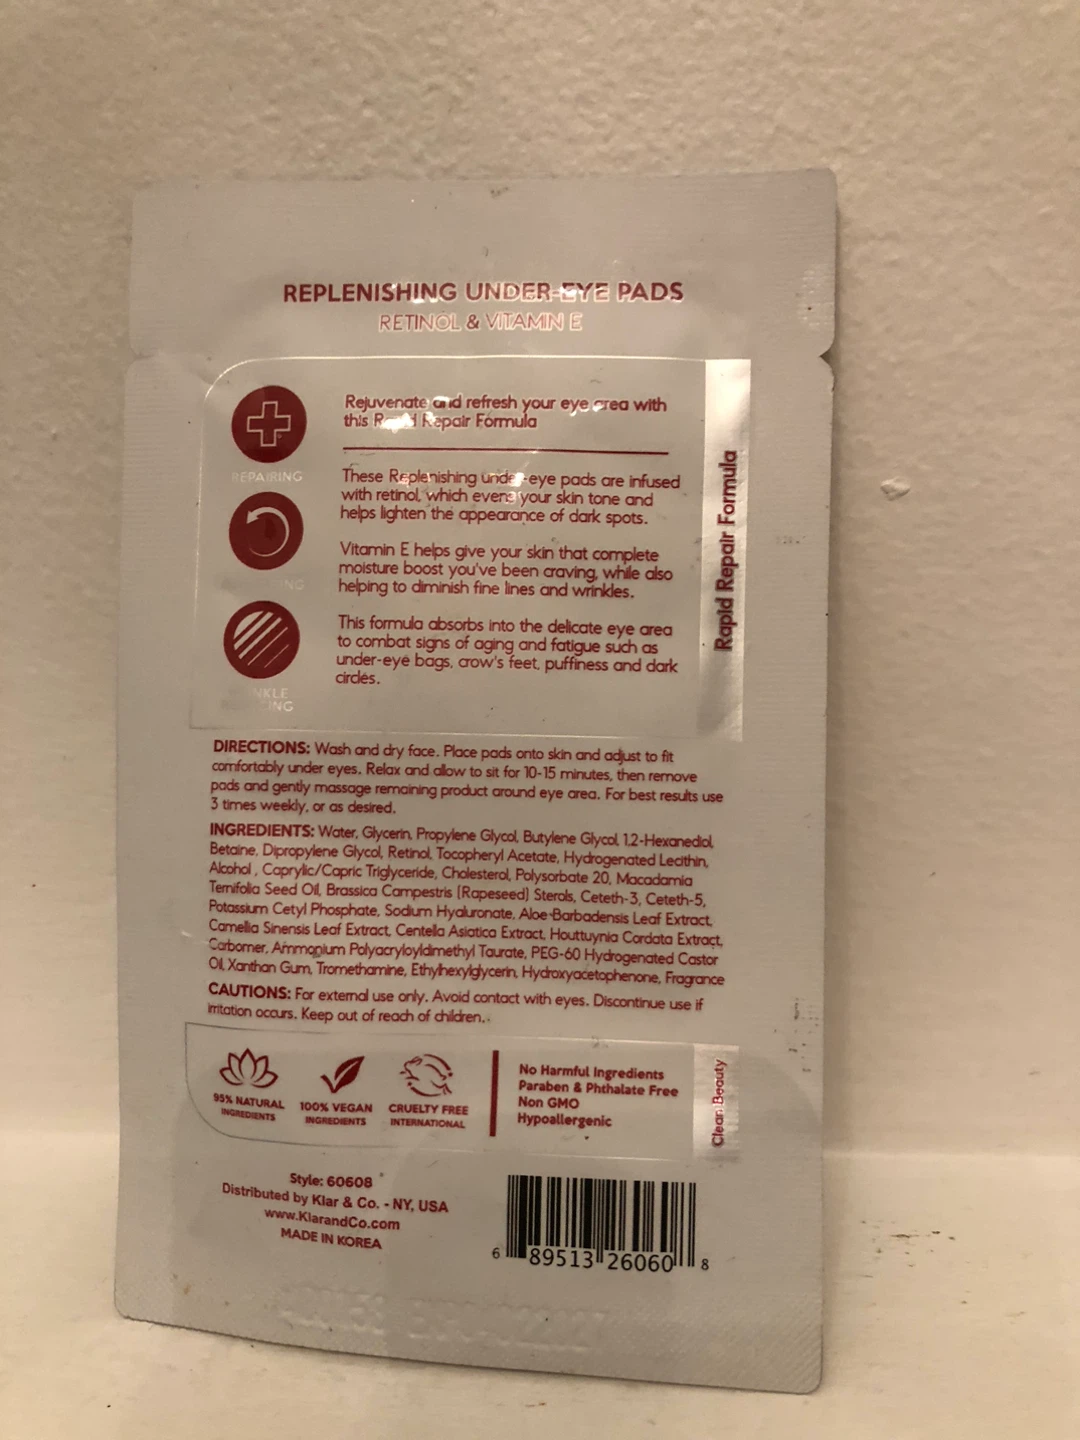 REPLENISHING UNDER-EYE PADS
RETINOL & VITAMIN E
REPAIRING
NKLE
Rejuvenate and refresh your eye area with
this Rapid Repair Formula
These Replenishing under-eye pads are infused
with retinol, which evens your skin tone and
helps lighten the appearance of dark spots.
Vitamin E helps give your skin that complete
moisture boost you've been craving, while also
helping to diminish fine lines and wrinkles.
This formula absorbs into the delicate eye area
to combat signs of aging and fatigue such as
under-eye bags, crow's feet, puffiness and dark
circles.
Rapid Repair Formula
DIRECTIONS: Wash and dry face. Place pads onto skin and adjust to fit
comfortably under eyes. Relax and allow to sit for 10-15 minutes, then remove
pads and gently massage remaining product around eye area. For best results use
3 times weekly, or as desired.
INGREDIENTS: Water, Glycerin, Propylene Glycol, Butylene Glycol, 1,2-Hexanediol,
Betaine, Dipropylene Glycol, Retinol, Tocopheryl Acetate, Hydrogenated Lecithin,
Alcohol , Caprylic/Capric Triglyceride, Cholesterol, Polysorbate 20, Macadamia
Ternifolia Seed Oil, Brassica Campestris (Rapeseed) Sterols, Ceteth-3, Ceteth-5,
Potassium Cetyl Phosphate, Sodium Hyaluronate, Aloe Barbadensis Leaf Extract,
Camellia Sinensis Leaf Extract, Centella Asiatica Extract, Houttuynia Cordata Extract,
Carbomer, Ammonium Polyacryloyldimethyl Taurate, PEG-60 Hydrogenated Castor
Oil, Xanthan Gum, Tromethamine, Ethylhexylglycerin, Hydroxyacetophenone, Fragrance
CAUTIONS: For external use only. Avoid contact with eyes. Discontinue use if
irritation occurs. Keep out of reach of children.
95% NATURAL
INGREDIENTS
100% VEGAN
INGREDIENTS
CRUELTY FREE
INTERNATIONAL
No Harmful Ingredients
Paraben & Phthalate Free
Non GMO
Hypoallergenic
Clean Beauty
Style: 60608
Distributed by Klar & Co. - NY, USA
www.KlarandCo.com
MADE IN KOREA
6 89513 26060 8